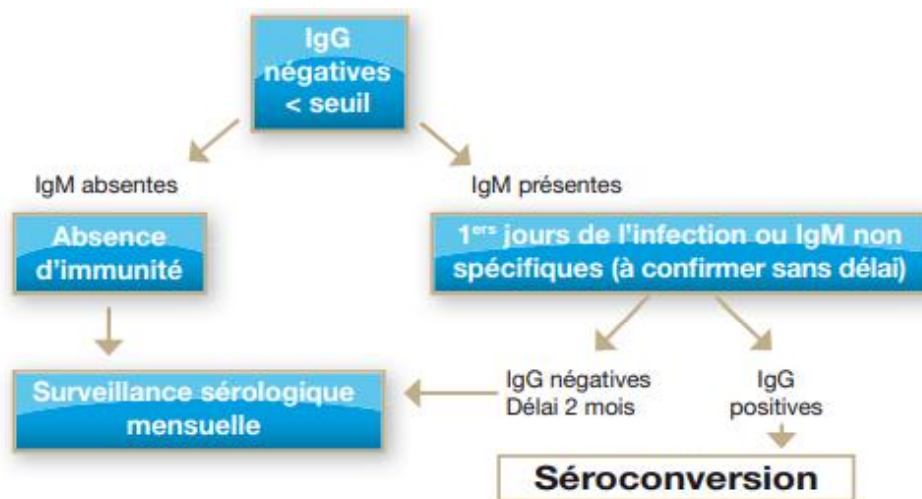 IgG
négatives
< seuil
IgM absentes
IgM présentes
Absence
d'immunité
1ers jours de l'infection ou IgM non
spécifiques (à confirmer sans délai)
Surveillance sérologique
mensuelle
IgG négatives
Délai 2 mois
IgG
positives
Séroconversion